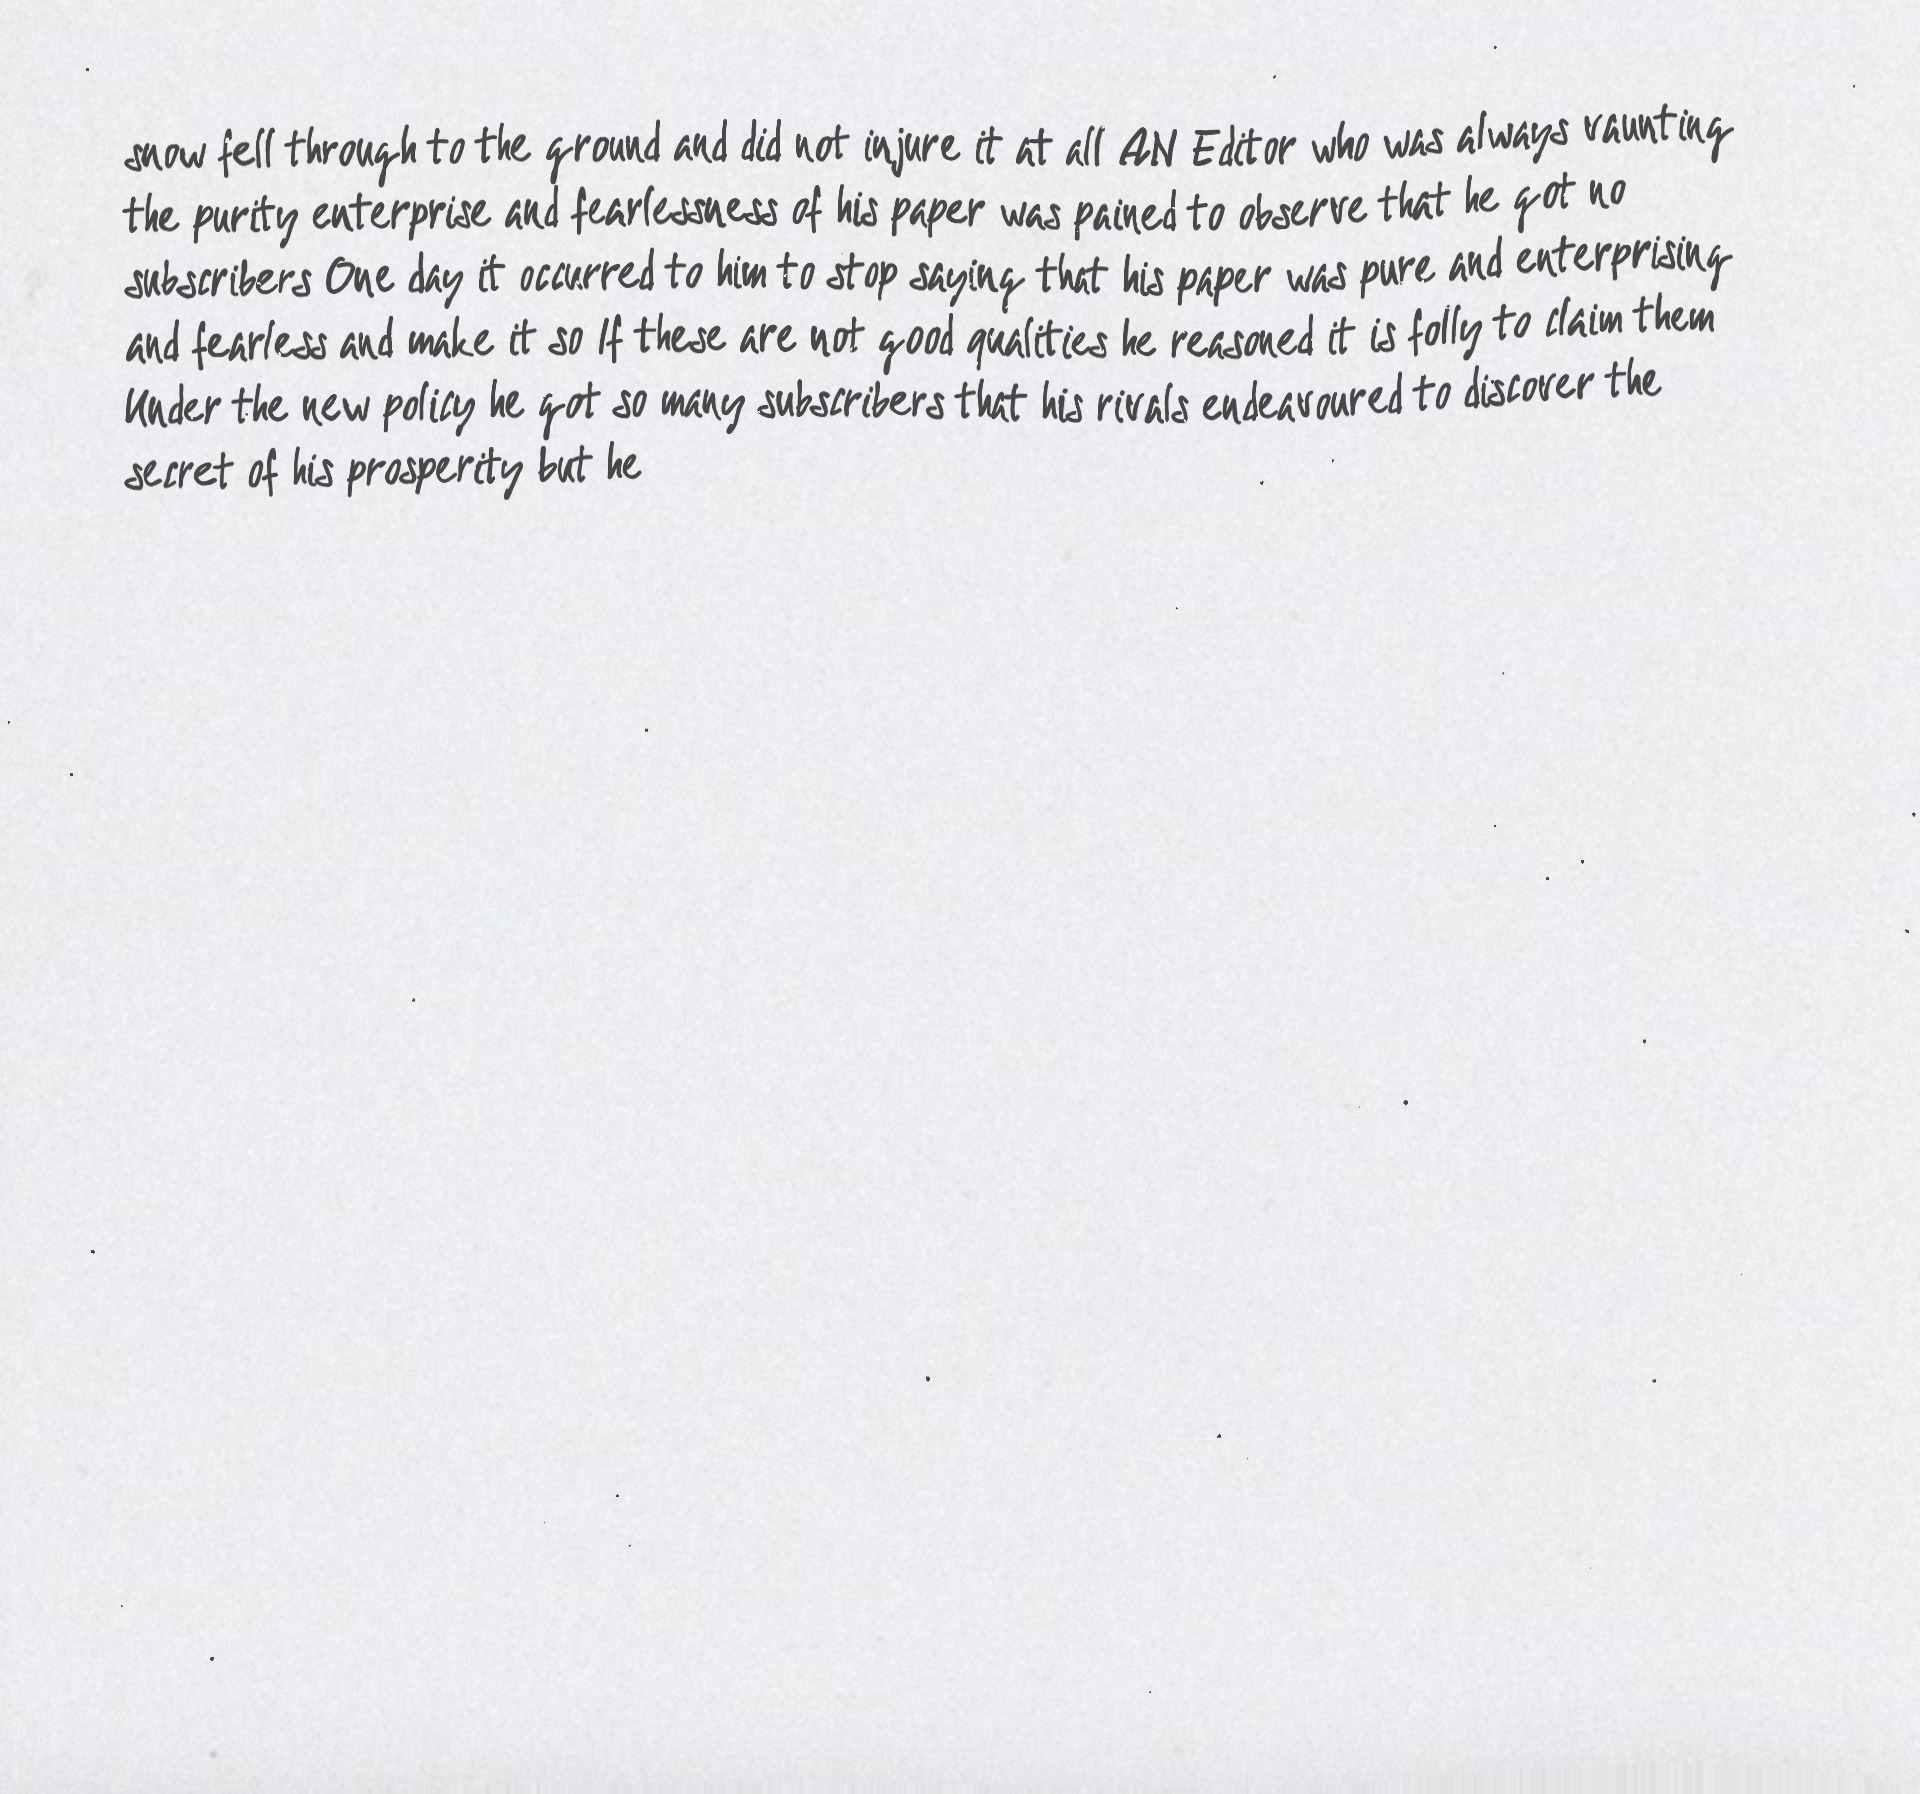 snow fell through to the ground and did not injure it at all AN Editor who was always vaunting
the purity enterprise and fearlessness of his paper was pained to observe that he got no
subscribers One day it occurred to him to stop saying that his paper was pure and enterprising
and fearless and make it so If these are not good qualities he reasoned it is folly to claim them
Under the new policy he got so many subscribers that his rivals endeavoured to discover the
secret of his prosperity but he